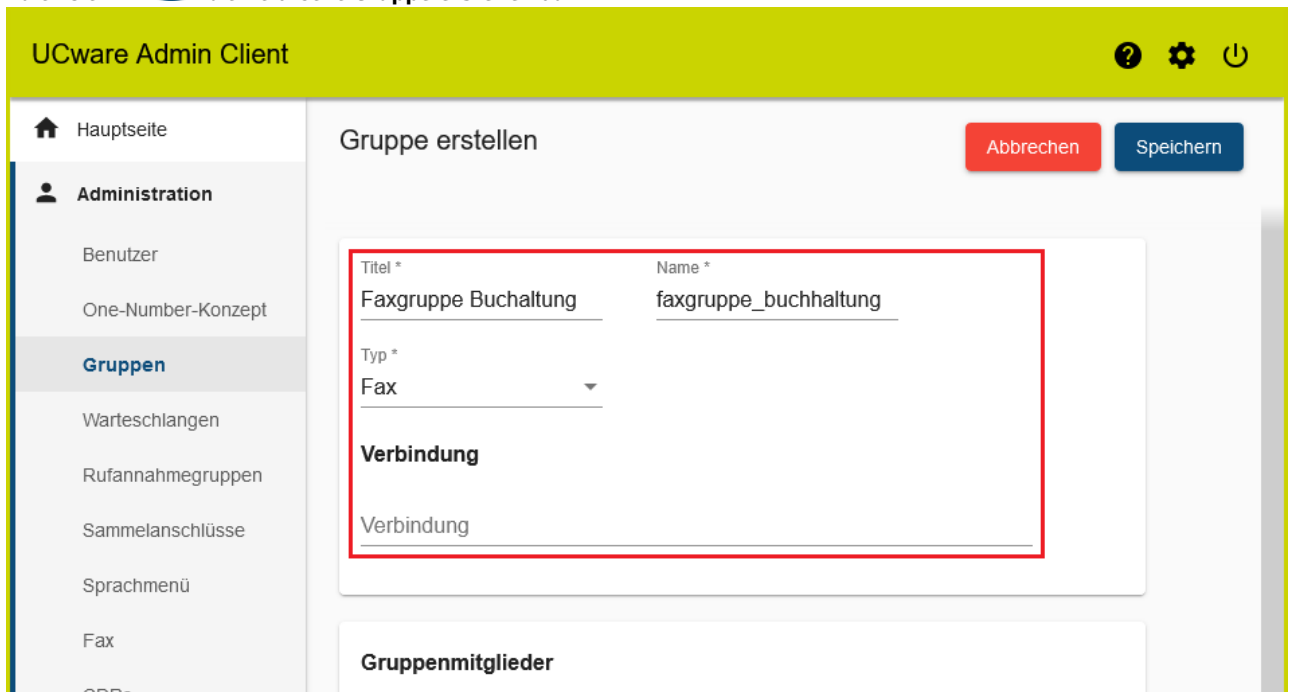 UCware Admin Client
Hauptseite
Administration
Benutzer
One-Number-Konzept
Gruppen
Warteschlangen
Rufannahmegruppen
Sammelanschlüsse
Sprachmenü
Fax
Gruppe erstellen
Abbrechen
Speichern
Titel *
Name *
Faxgruppe Buchaltung
faxgruppe_buchhaltung
Typ *
Fax
Verbindung
Verbindung
Gruppenmitglieder